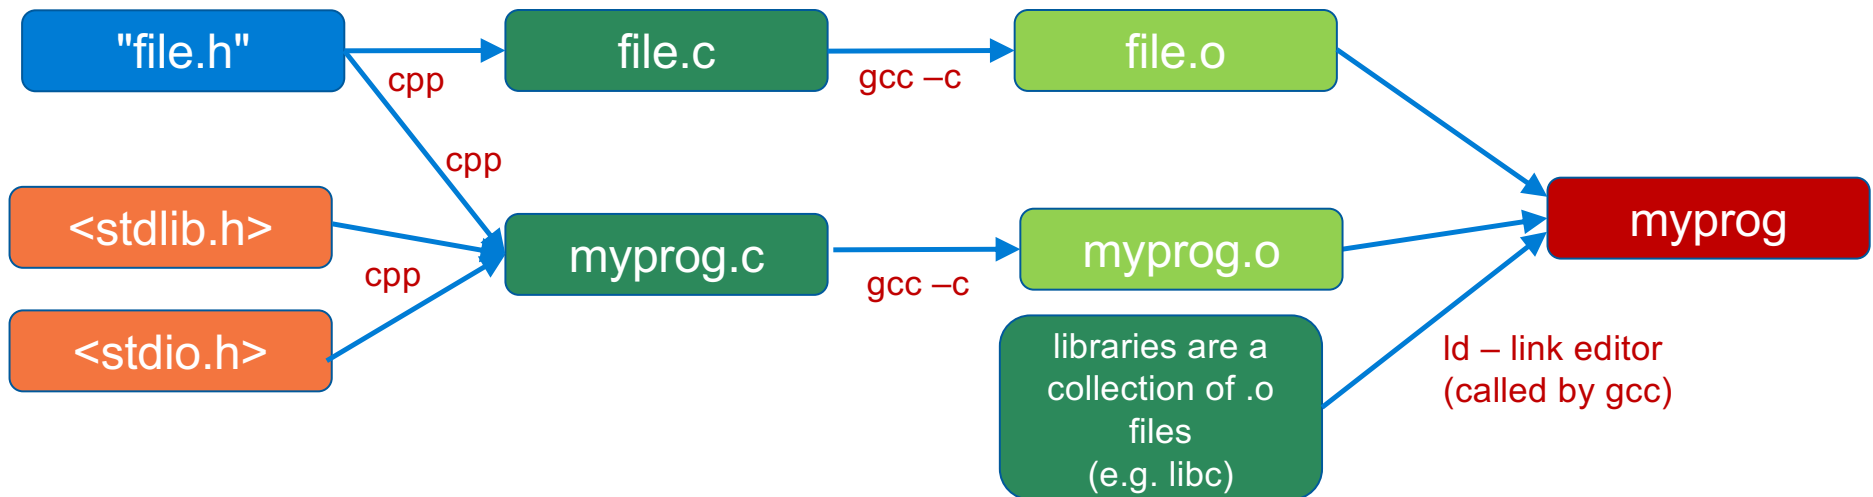 "file.h"
cpp
file.c
gcc –c
file.o
cpp
<stdlib.h>
cpp
<stdio.h>
myprog.c
gcc –c
myprog.o
myprog
libraries are a
collection of .o
files
(e.g. libc)
ld – link editor
(called by gcc)